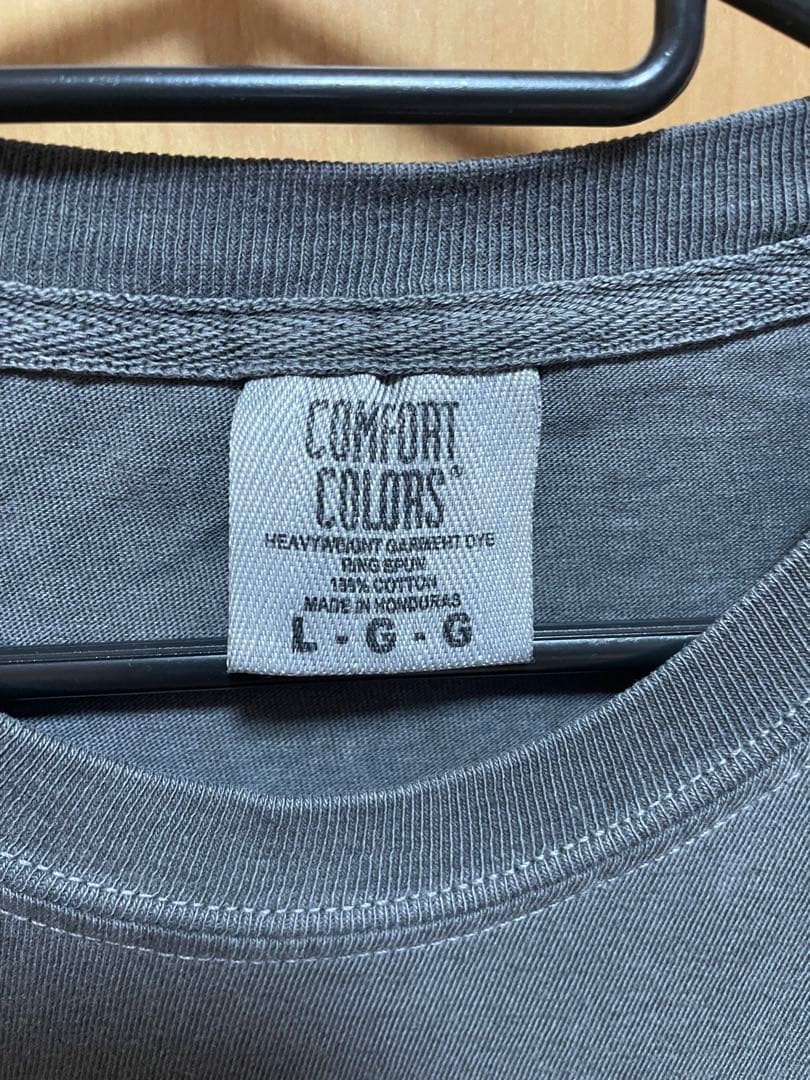 COMFORT
COLORS®
HEAVYWEIGHT GARMENT DYE
RING SPUN
100% COTTON
MADE IN HONDURAS
L - G - G